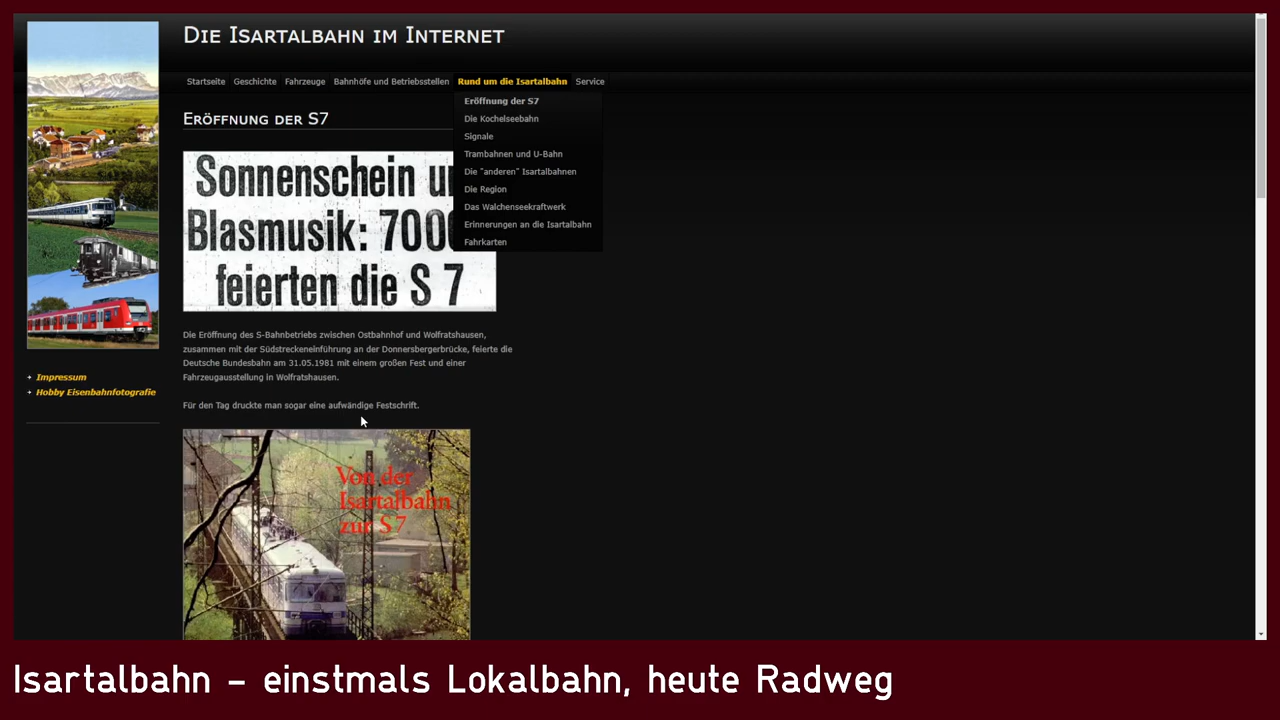 Die Isartalbahn im Internet
Startseite Geschichte Fahrzeuge Bahnhöfe und Betriebsstellen Rund um die Isartalbahn Service
Eröffnung der S7
Die Kochelseebahn
Signale
Trambahnen und U-Bahn
Die "anderen" Isartalbahnen
Die Region
Das Walchenseekraftwerk
Erinnerungen an die Isartalbahn
Fahrkarten
Eröffnung der S7
Sonnenschein
Blasmusik: 7000
feierten die S 7
Die Eröffnung des S-Bahnbetriebs zwischen Ostbahnhof und Wolfratshausen,
zusammen mit der Südstreckeneinführung an der Donnersbergerbrücke, feierte die
Deutsche Bundesbahn am 31.05.1981 mit einem großen Fest und einer
Fahrzeugausstellung in Wolfratshausen.
Für den Tag druckte man sogar eine aufwändige Festschrift.
Von der
Isartalbahn
zur S7
Impressum
Hobby Eisenbahnfotografie
Isartalbahn – einstmals Lokalbahn, heute Radweg